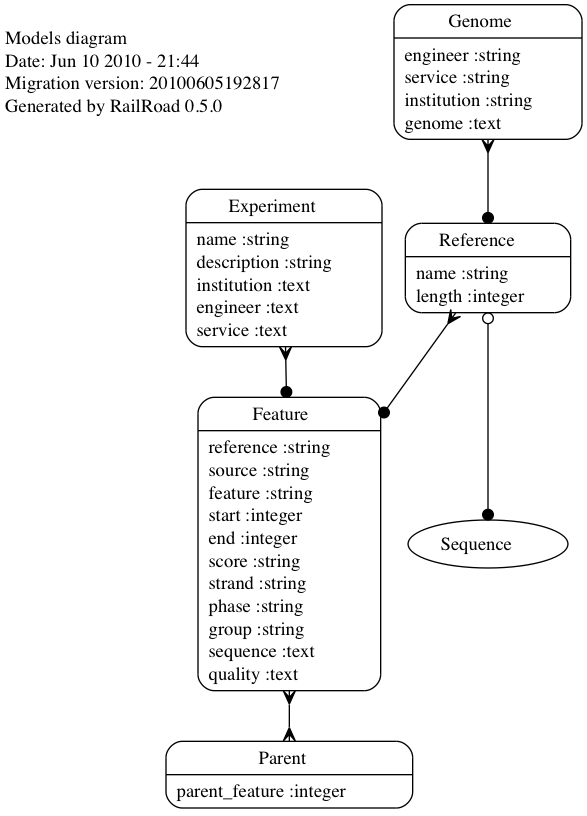 Models diagram
Date: Jun 10 2010 - 21:44
Migration version: 20100605192817
Generated by RailRoad 0.5.0
Genome
engineer :string
service :string
institution :string
genome :text
Experiment
name :string
description :string
institution :text
engineer :text
service :text
Reference
name :string
length :integer
Feature
reference :string
source :string
feature :string
start :integer
end :integer
score :string
strand :string
phase :string
group :string
sequence :text
quality :text
Sequence
Parent
parent_feature :integer